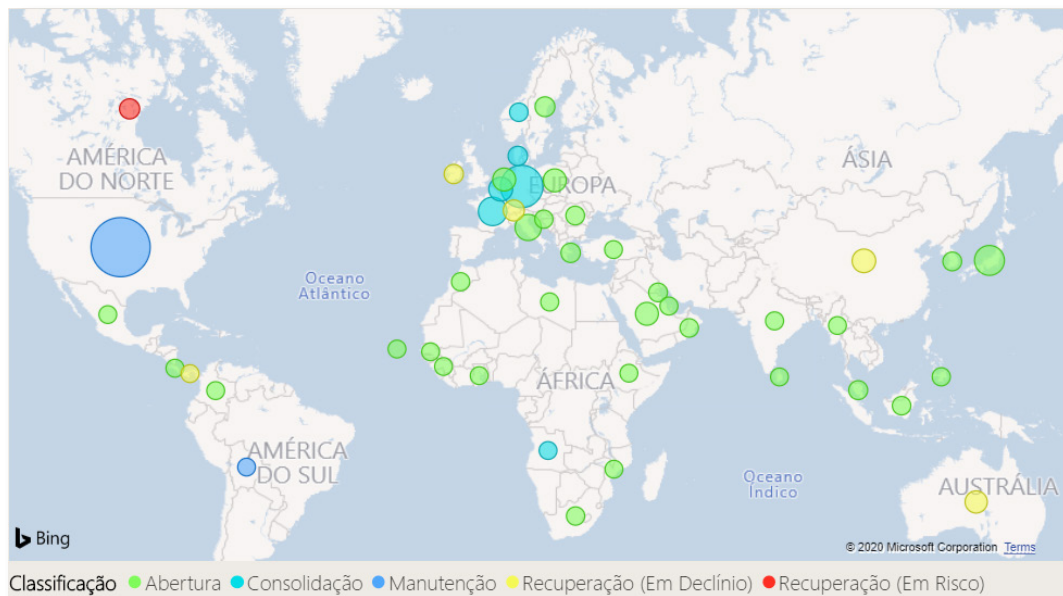 AMÉRICA
DO NORTE
EUROPA
ÁSIA
Oceano
Atlântico
ÁFRICA
AMÉRICA
DO SUL
Oceano
Índico
AUSTRÁLIA
Bing
© 2020 Microsoft Corporation Terms
Classificação Abertura Consolidação Manutenção Recuperação (Em Declínio) Recuperação (Em Risco)